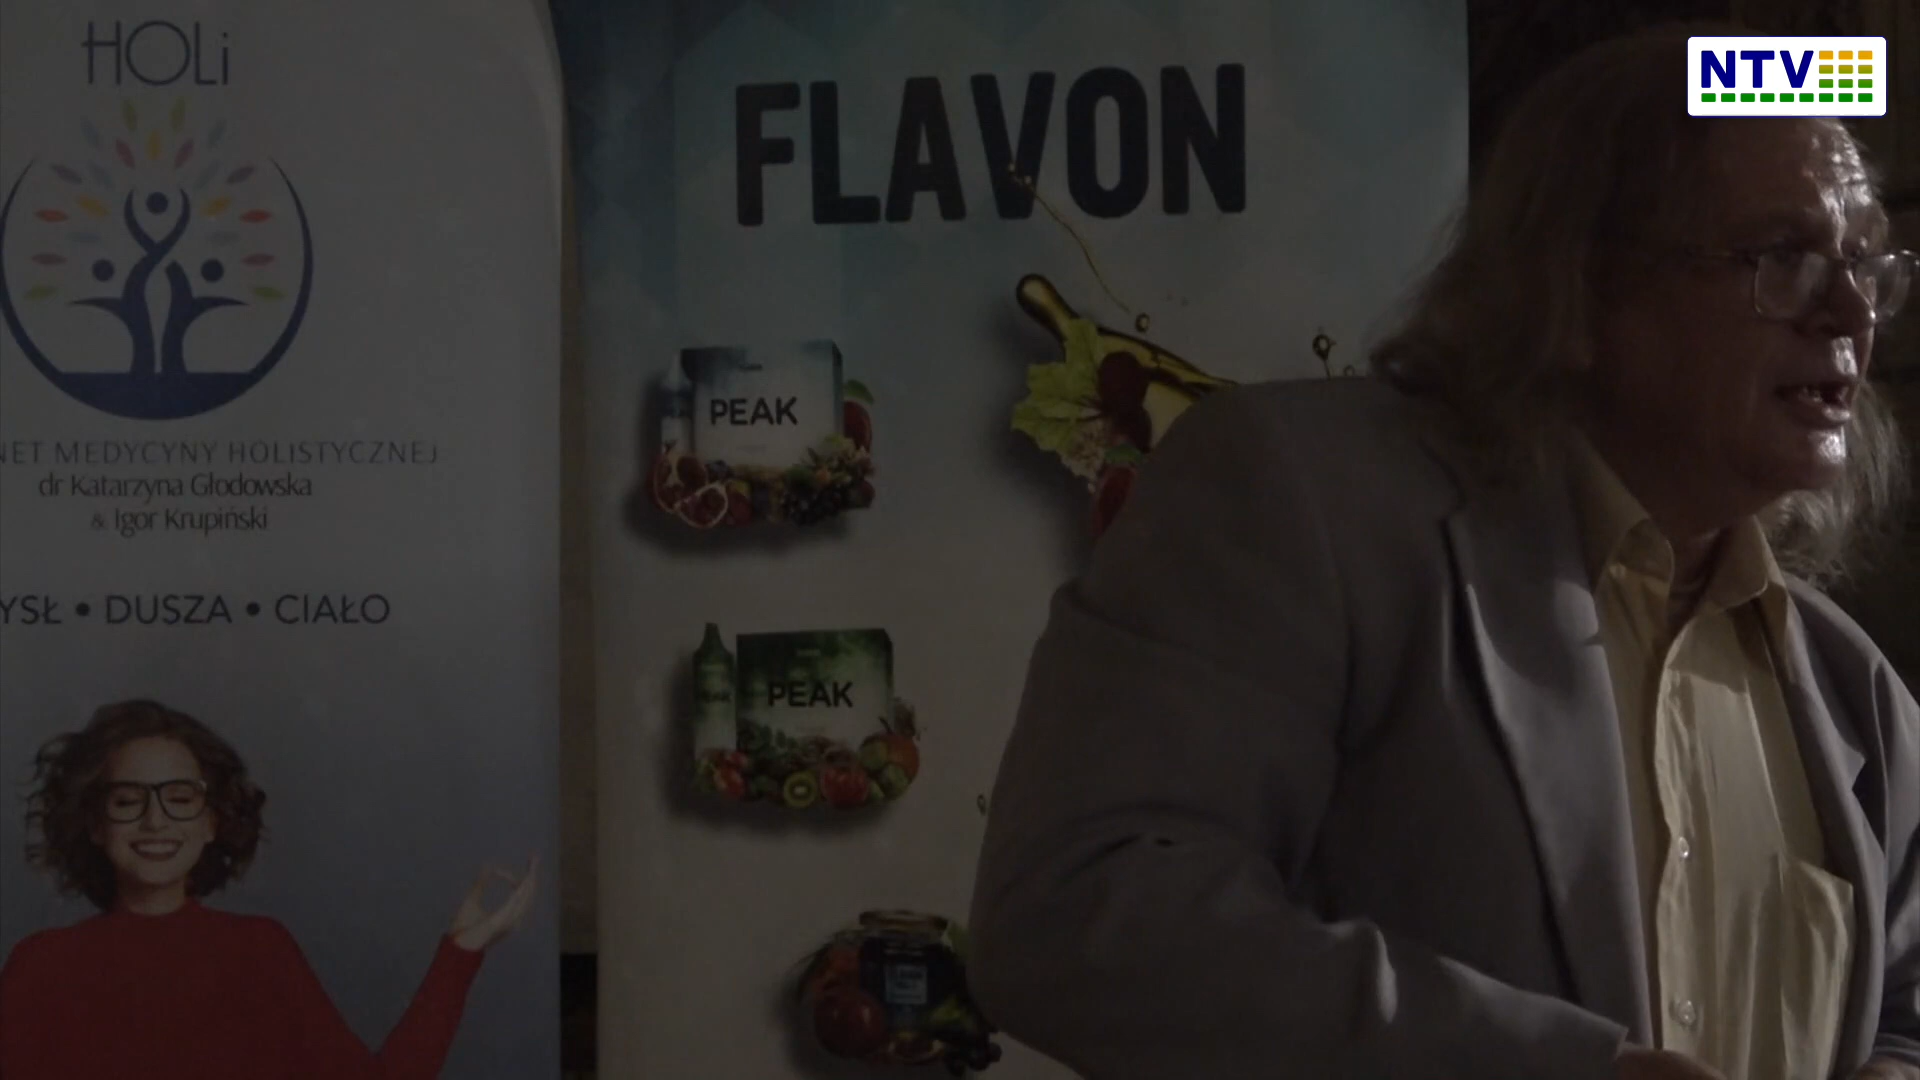 HOLi
NET MEDYCYNY HOLISTYCZNEJ
dr Katarzyna Głodowska
& Igor Krupiński
YSŁ • DUSZA • CIAŁO
FLAVON
PEAK
PEAK
NTV